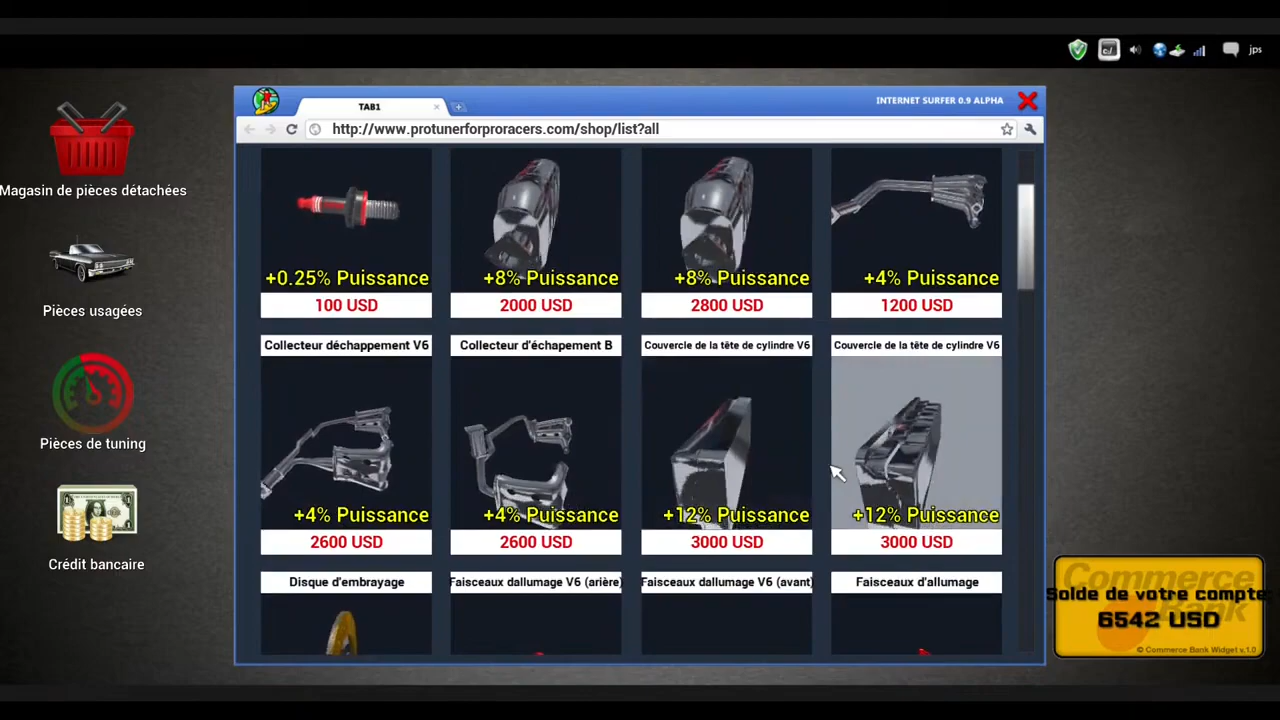 jps
TAB1
INTERNET SURFER 0.9 ALPHA
http://www.protunerforproracers.com/shop/list?all
Magasin de pièces détachées
Pièces usagées
Pièces de tuning
Crédit bancaire
+0.25% Puissance
+8% Puissance
+8% Puissance
+4% Puissance
100 USD
2000 USD
2800 USD
1200 USD
Collecteur déchappement V6
Collecteur d'échapement B
Couvercle de la tête de cylindre V6
Couvercle de la tête de cylindre V6
+4% Puissance
+4% Puissance
+12% Puissance
+12% Puissance
2600 USD
2600 USD
3000 USD
3000 USD
Disque d'embrayage
Faisceaux dallumage V6 (arière)
Faisceaux dallumage V6 (avant)
Faisceaux d'allumage
Commerce
Bank
Solde de votre compte:
6542 USD
© Commerce Bank Widget v.1.0